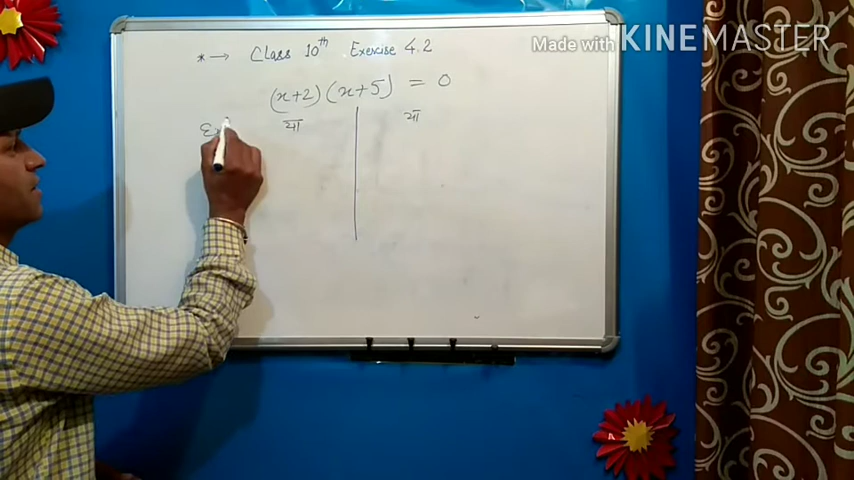 Made with KINEMASTER
* → Class 10th Exercise 4.2
(x+2) (x+5) = 0
या या